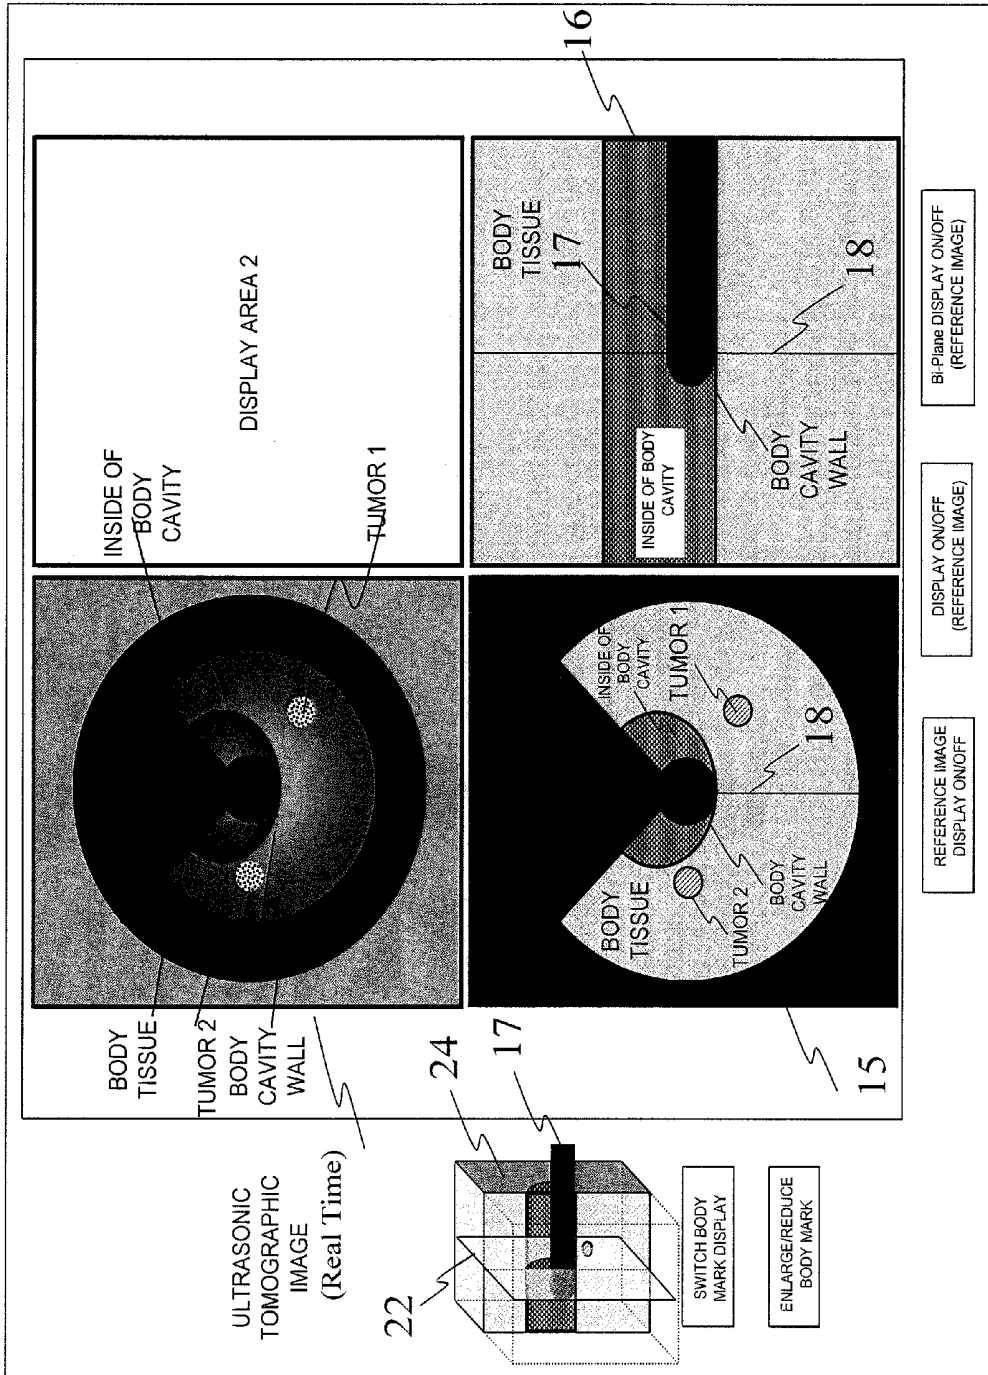 ULTRASONIC
TOMOGRAPHIC
IMAGE
(Real Time)
22
24
17
SWITCH BODY
MARK DISPLAY
ENLARGE/REDUCE
BODY MARK
BODY
TISSUE
TUMOR 2
BODY
CAVITY
WALL
INSIDE OF
BODY
CAVITY
TUMOR 1
DISPLAY AREA 2
15
BODY
TISSUE
TUMOR 2
BODY
CAVITY
WALL
18
INSIDE OF
BODY
CAVITY
TUMOR 1
16
BODY
TISSUE
17
INSIDE OF BODY
CAVITY
BODY
CAVITY
WALL
18
REFERENCE IMAGE
DISPLAY ON/OFF
DISPLAY ON/OFF
(REFERENCE IMAGE)
Bi-Plane DISPLAY ON/OFF
(REFERENCE IMAGE)